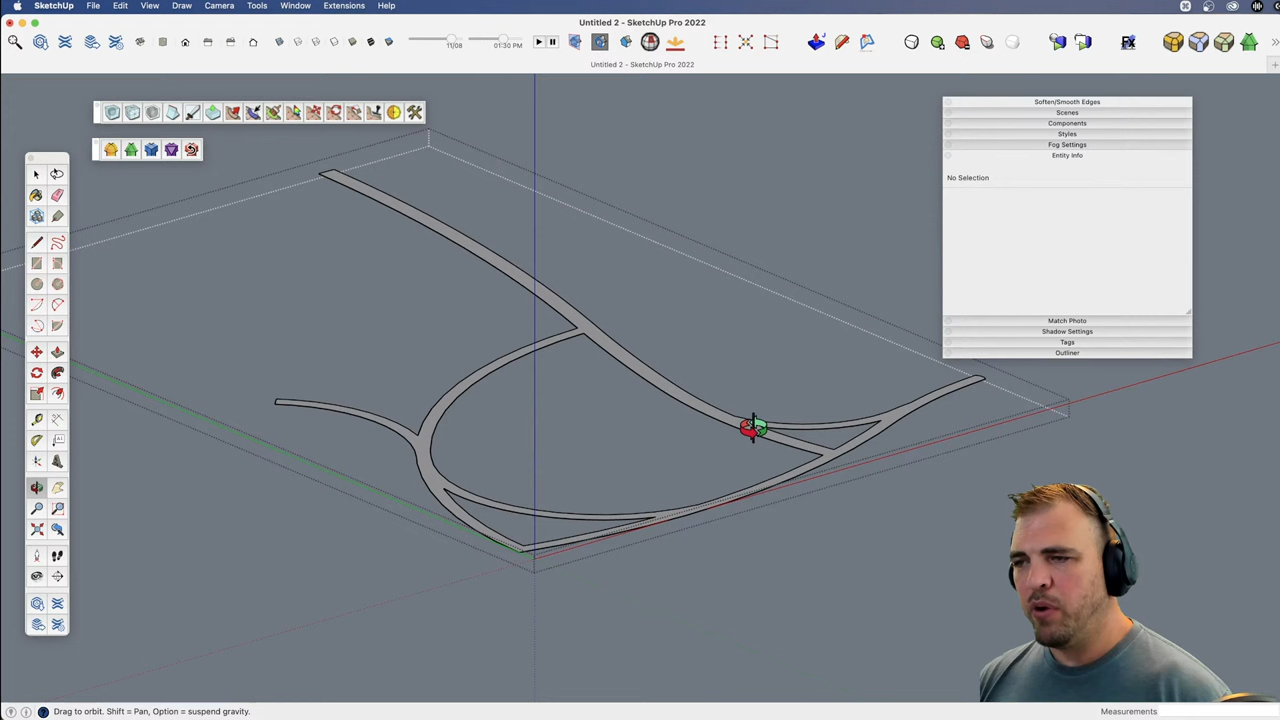 SketchUp File Edit View Draw Camera Tools Window Extensions Help
Untitled 2 - SketchUp Pro 2022
11/08 01:30 PM
Untitled 2 - SketchUp Pro 2022
Soften/Smooth Edges
Scenes
Components
Styles
Fog Settings
Entity Info
No Selection
Match Photo
Shadow Settings
Tags
Outliner
Drag to orbit. Shift = Pan, Option = suspend gravity.
Measurements